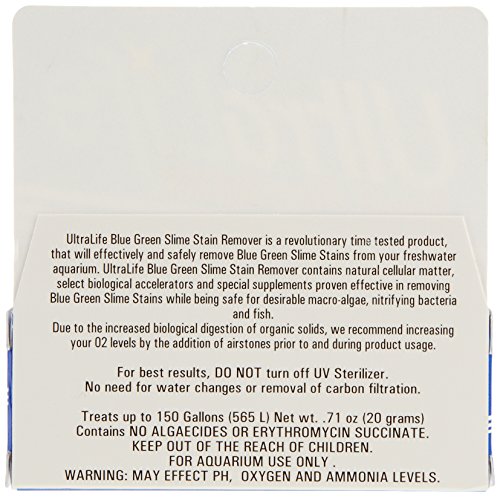 UltraLife Blue Green Slime Stain Remover is a revolutionary time tested product,
that will effectively and safely remove Blue Green Slime Stains from your freshwater
aquarium. UltraLife Blue Green Slime Stain Remover contains natural cellular matter,
select biological accelerators and special supplements proven effective in removing
Blue Green Slime Stains while being safe for desirable macro-algae, nitrifying bacteria
and fish.
Due to the increased biological digestion of organic solids, we recommend increasing
your O2 levels by the addition of airstones prior to and during product usage.
For best results, DO NOT turn off UV Sterilizer.
No need for water changes or removal of carbon filtration.
Treats up to 150 Gallons (565 L) Net wt. .71 oz (20 grams)
Contains NO ALGAECIDES OR ERYTHROMYCIN SUCCINATE.
KEEP OUT OF THE REACH OF CHILDREN.
FOR AQUARIUM USE ONLY .
WARNING: MAY EFFECT PH, OXYGEN AND AMMONIA LEVELS.